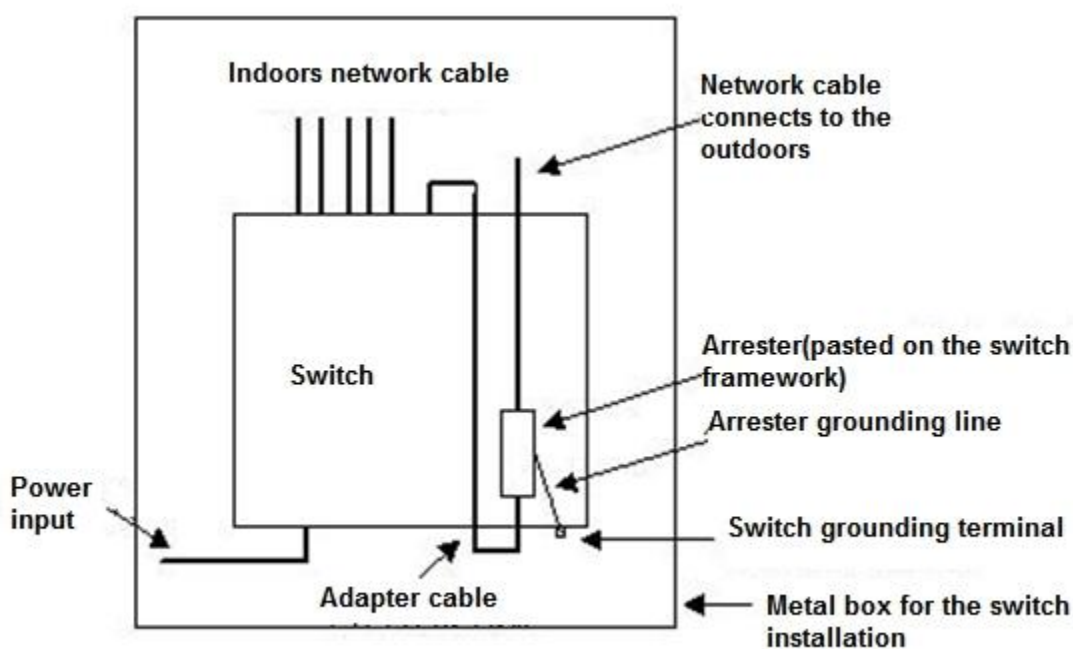 Indoors network cable
Network cable
connects to the
outdoors
Switch
Arrester(pasted on the switch
framework)
Arrester grounding line
Power
input
Switch grounding terminal
Adapter cable
Metal box for the switch
installation